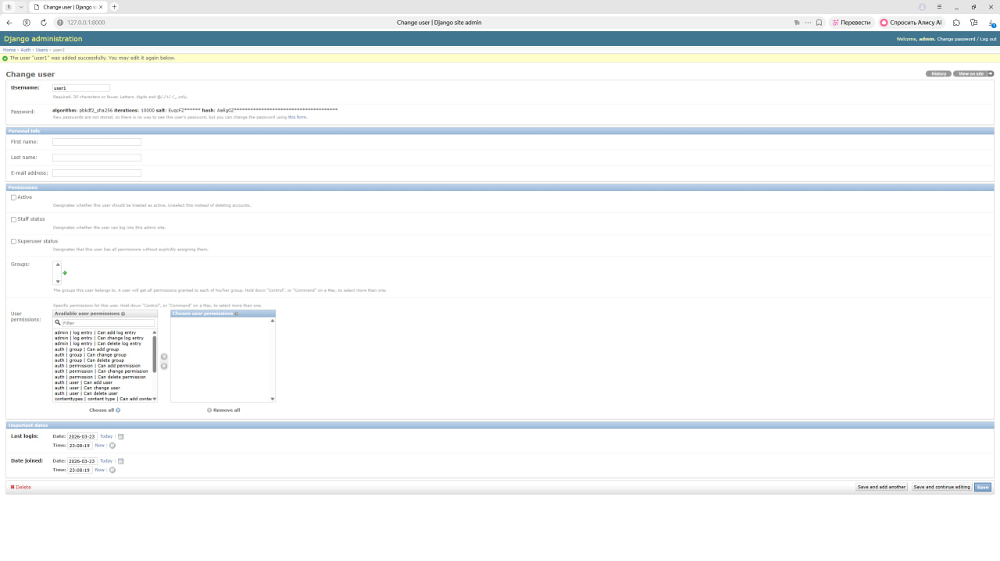 1
Change user | Django s
127.0.0.1:8000
Change user | Django site admin
Перевести
Спросить Алису AI
Django administration
Welcome, admin. Change password / Log out
Home › Auth › Users › user1
The user "user1" was added successfully. You may edit it again below.
Change user
History
View on site
Username:
user1
Required. 30 characters or fewer. Letters, digits and @/./+/-/_ only.
Password:
algorithm: pbkdf2_sha256 iterations: 10000 salt: EuqcFZ****** hash: AaRg0Z**************************************
Raw passwords are not stored, so there is no way to see this user's password, but you can change the password using this form.
Personal info
First name:
Last name:
E-mail address:
Permissions
Active
Designates whether this user should be treated as active. Unselect this instead of deleting accounts.
Staff status
Designates whether the user can log into this admin site.
Superuser status
Designates that this user has all permissions without explicitly assigning them.
Groups:
The groups this user belongs to. A user will get all permissions granted to each of his/her group. Hold down "Control", or "Command" on a Mac, to select more than one.
Specific permissions for this user. Hold down "Control", or "Command" on a Mac, to select more than one.
User permissions:
Available user permissions
Filter
admin | log entry | Can add log entry
admin | log entry | Can change log entry
admin | log entry | Can delete log entry
auth | group | Can add group
auth | group | Can change group
auth | group | Can delete group
auth | permission | Can add permission
auth | permission | Can change permission
auth | permission | Can delete permission
auth | user | Can add user
auth | user | Can change user
auth | user | Can delete user
contenttypes | content type | Can add conte
Choose all
Chosen user permissions
Remove all
Important dates
Last login:
Date: 2026-03-23 Today |
Time: 23:08:19 Now |
Date joined:
Date: 2026-03-23 Today |
Time: 23:08:19 Now |
Delete
Save and add another
Save and continue editing
Save